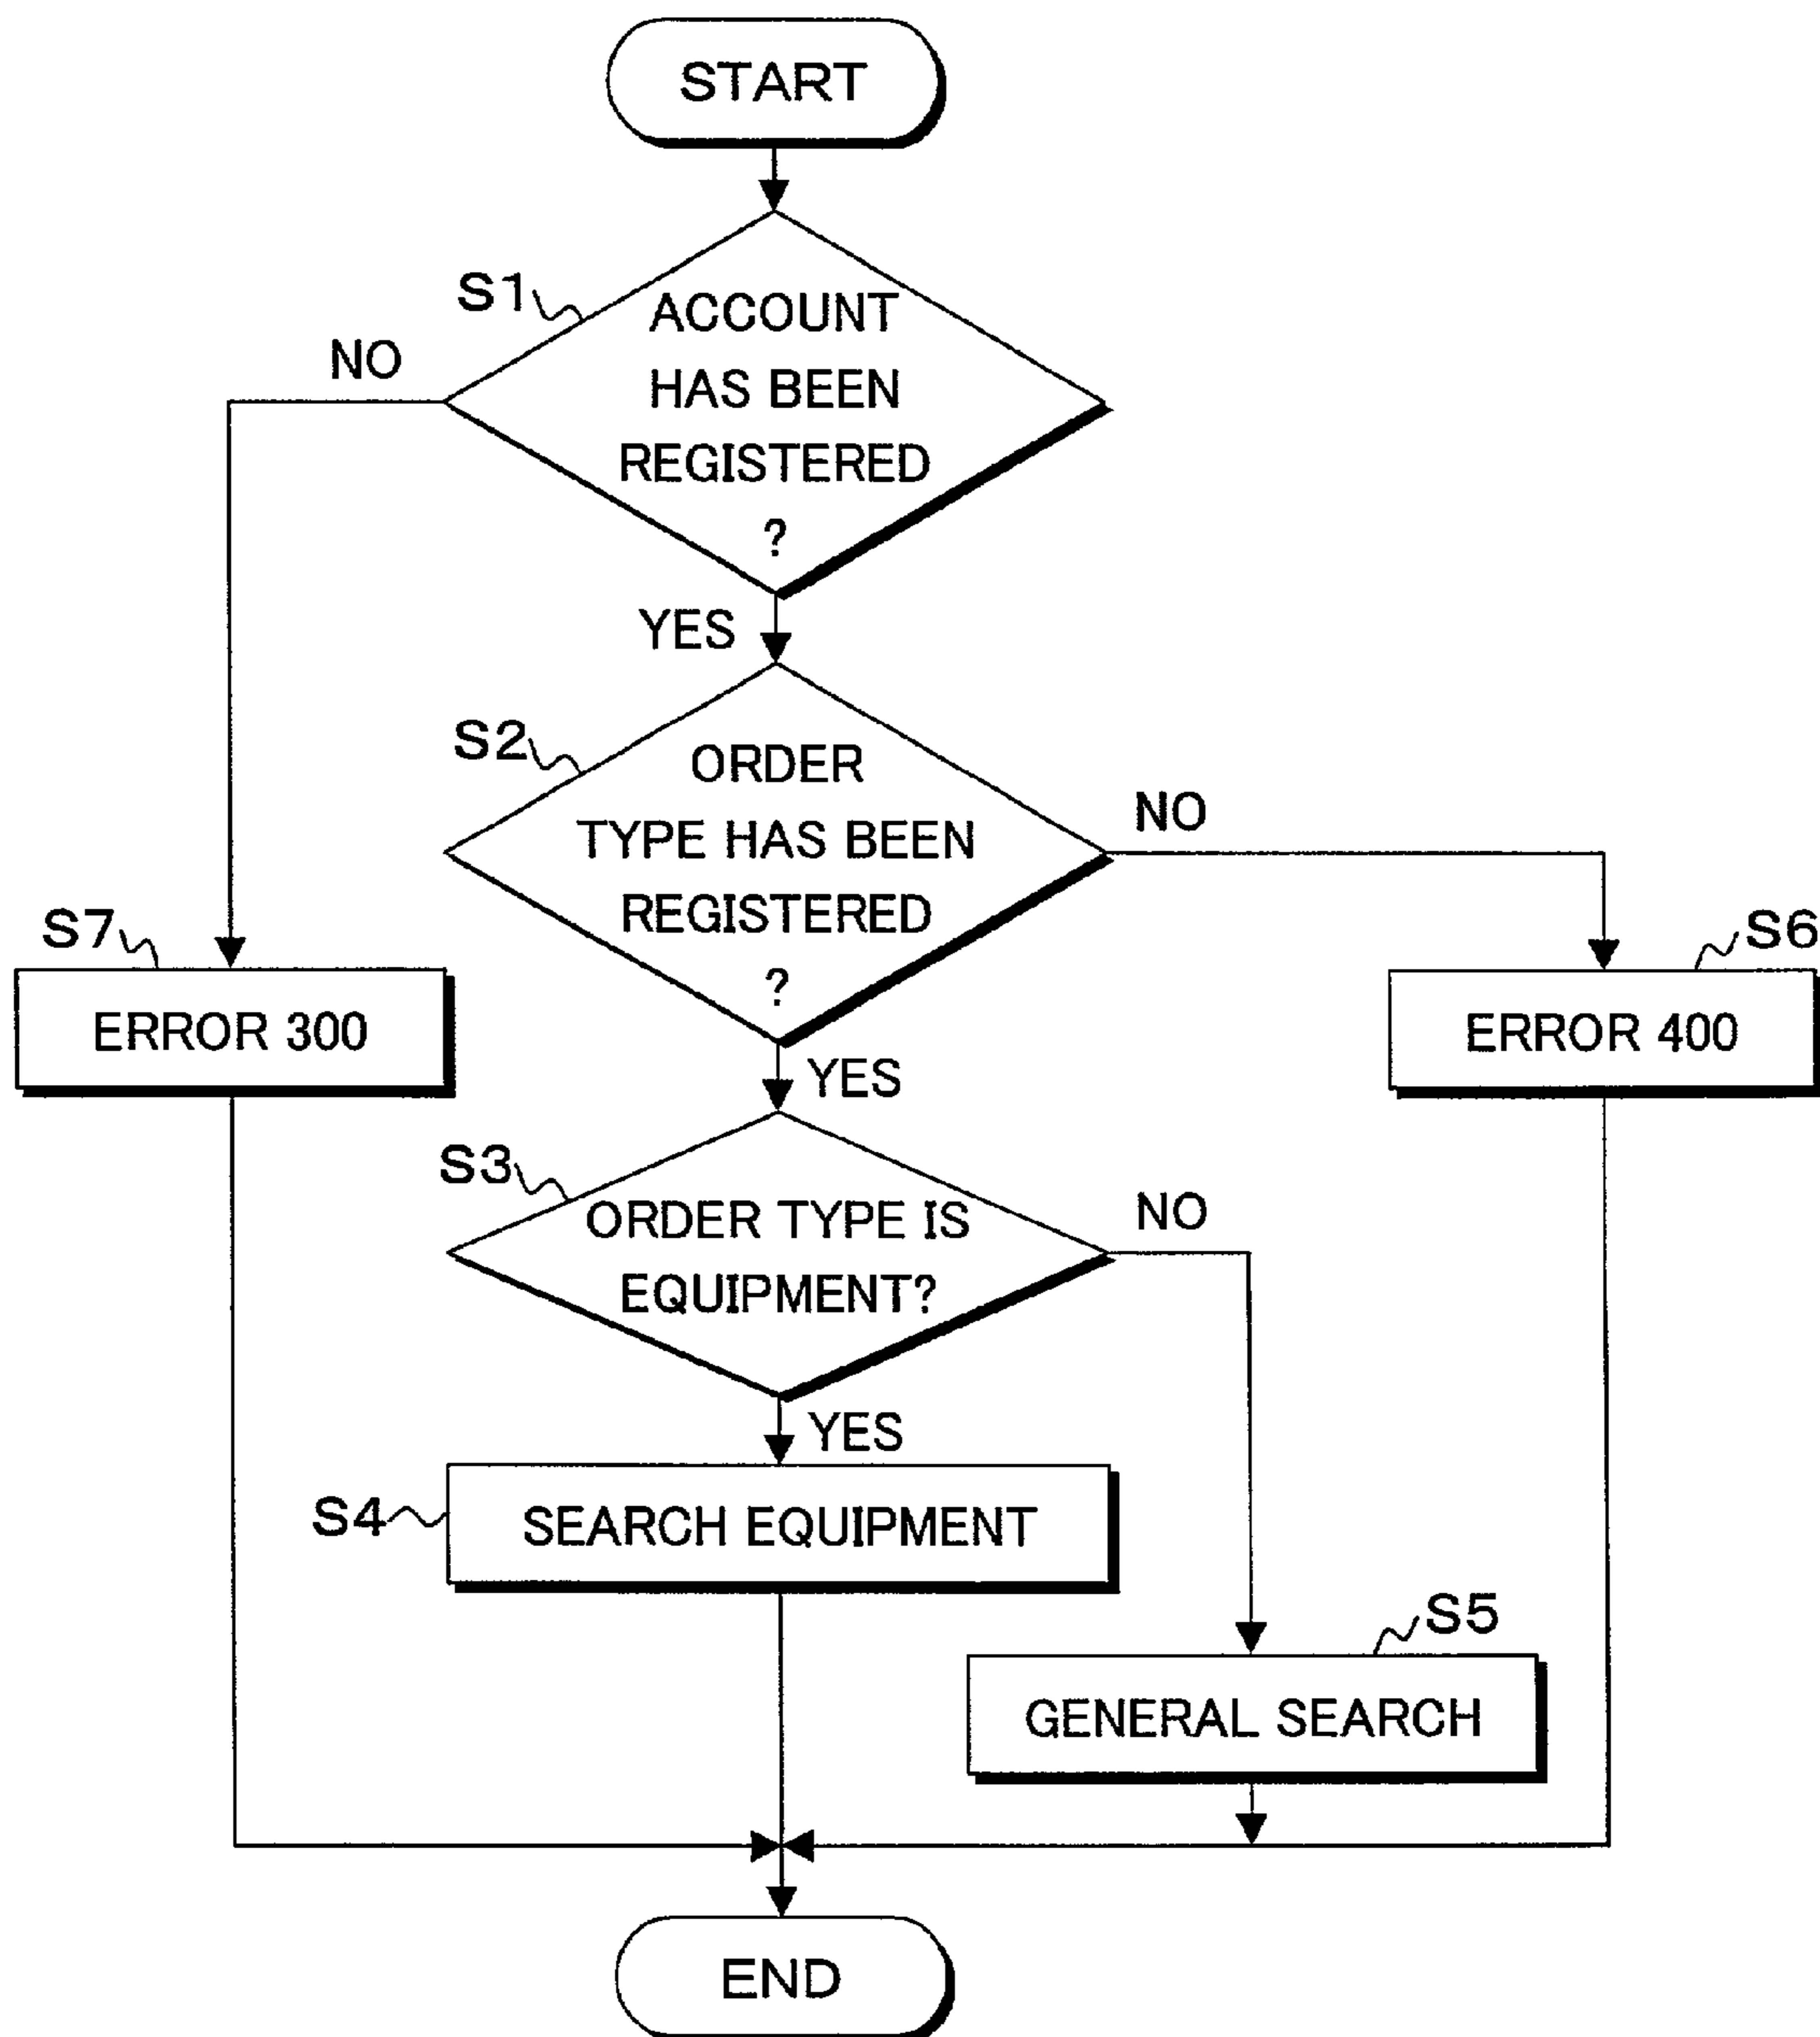 START
S1
ACCOUNT
HAS BEEN
REGISTERED
?
NO
YES
S2
ORDER
TYPE HAS BEEN
REGISTERED
?
NO
S7
ERROR 300
S6
ERROR 400
YES
S3
ORDER TYPE IS
EQUIPMENT?
NO
YES
S4
SEARCH EQUIPMENT
S5
GENERAL SEARCH
END